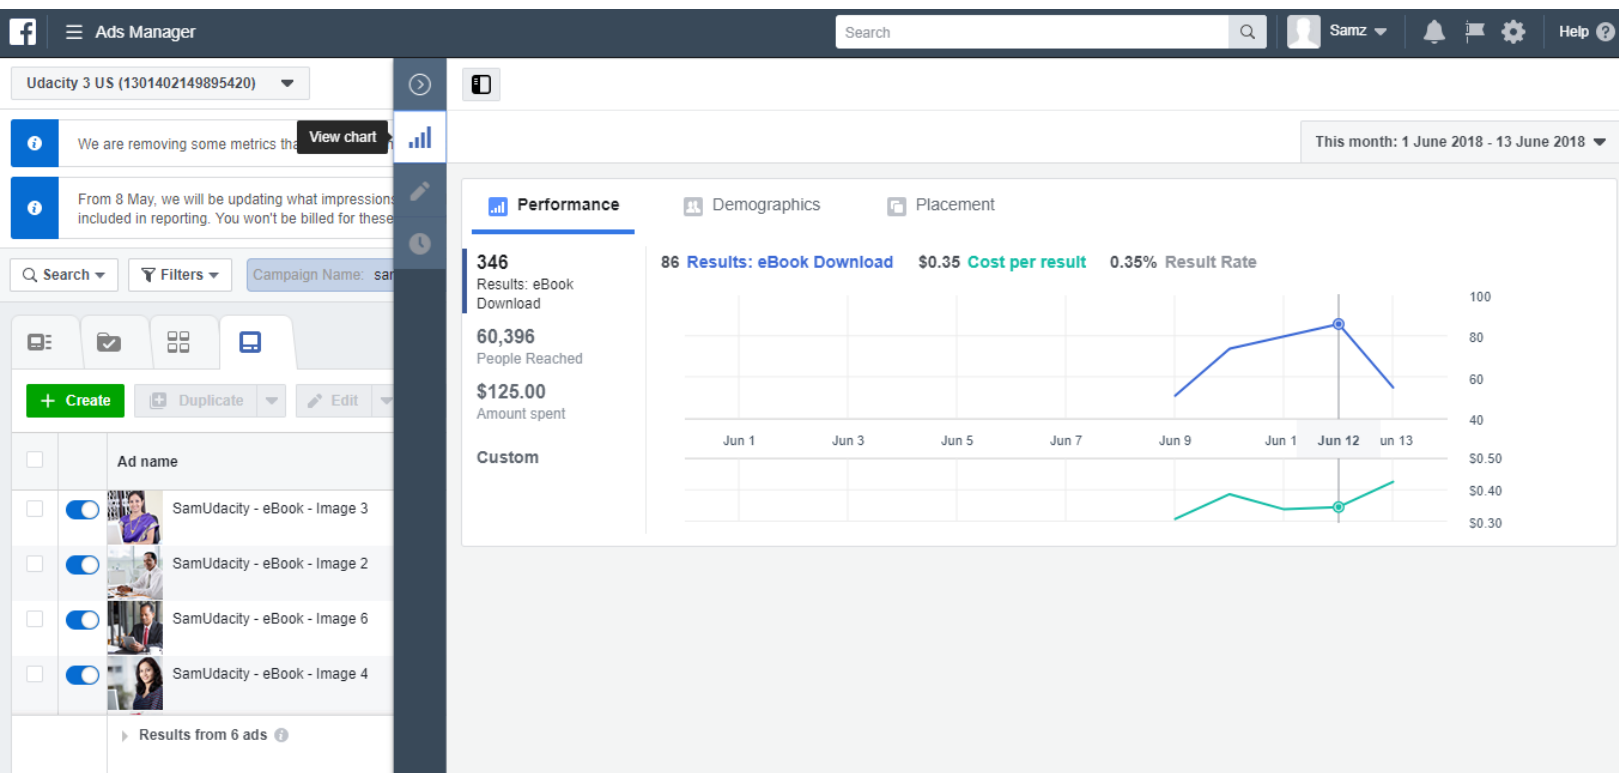 f
Ads Manager
Search
Samz
Help
Udacity 3 US (1301402149895420)
We are removing some metrics tha
View chart
This month: 1 June 2018 - 13 June 2018
From 8 May, we will be updating what impressions
included in reporting. You won't be billed for these
Performance
Demographics
Placement
Search
Filters
Campaign Name: sar
346
Results: eBook
Download
60,396
People Reached
$125.00
Amount spent
Custom
86 Results: eBook Download
$0.35 Cost per result
0.35% Result Rate
100
80
60
40
Jun 1
Jun 3
Jun 5
Jun 7
Jun 9
Jun 1
Jun 12
un 13
$0.50
$0.40
$0.30
+ Create
Duplicate
Edit
Ad name
SamUdacity - eBook - Image 3
SamUdacity - eBook - Image 2
SamUdacity - eBook - Image 6
SamUdacity - eBook - Image 4
Results from 6 ads